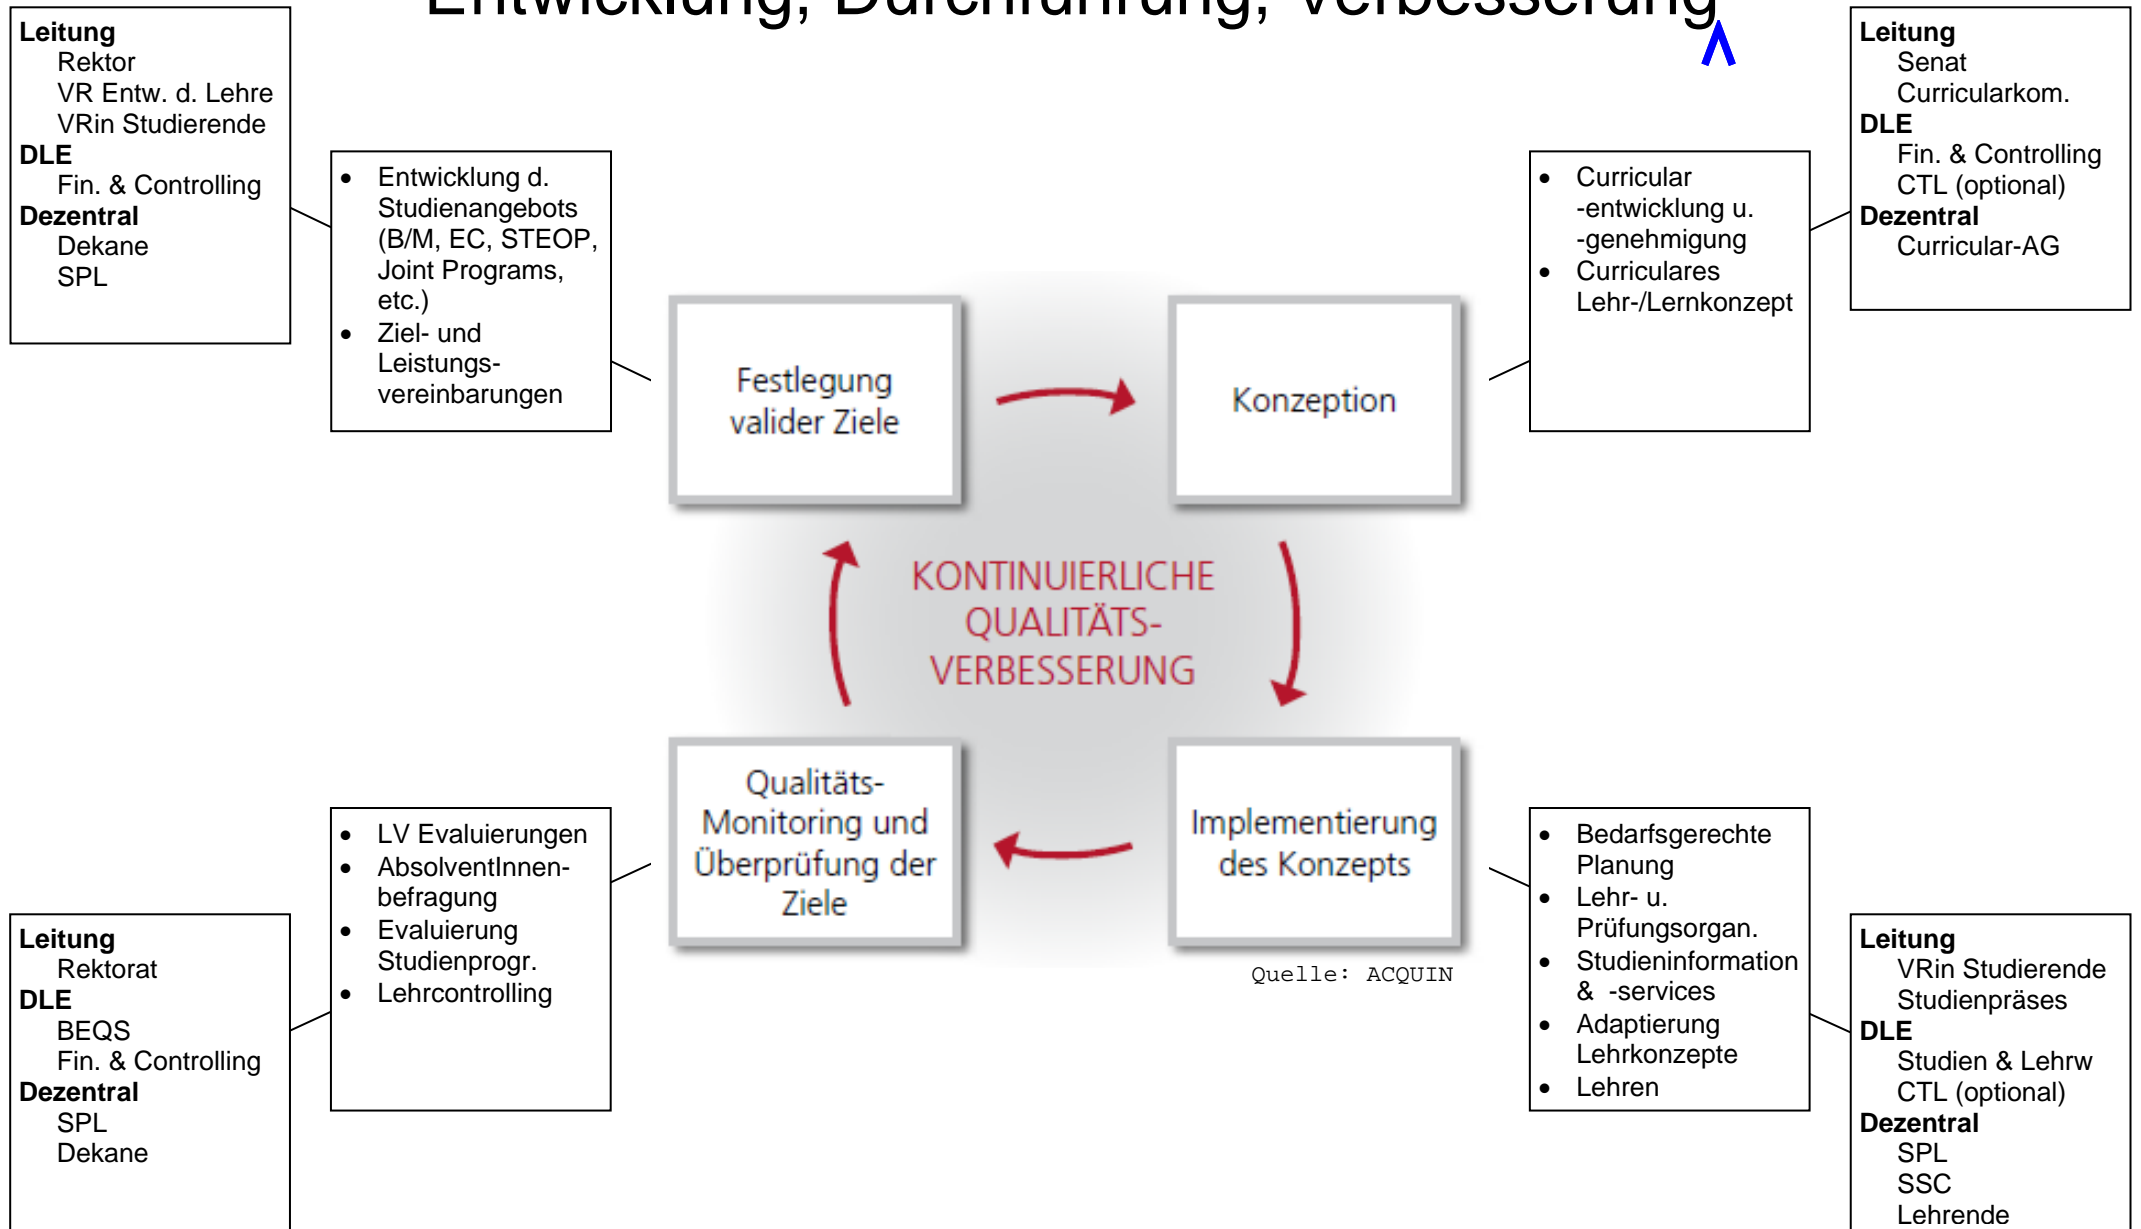 Entwicklung, Durchführung, Verbesserung
Leitung
Rektor
VR Entw. d. Lehre
VRin Studierende
DLE
Fin. & Controlling
Dezentral
Dekane
SPL
• Entwicklung d.
Studienangebots
(B/M, EC, STEOP,
Joint Programs,
etc.)
• Ziel- und
Leistungs-
vereinbarungen
Festlegung
valider Ziele
Konzeption
• Curricular
-entwicklung u.
-genehmigung
• Curriculares
Lehr-/Lernkonzept
Leitung
Senat
Curricularkom.
DLE
Fin. & Controlling
CTL (optional)
Dezentral
Curricular-AG
KONTINUIERLICHE
QUALITÄTS-
VERBESSERUNG
Leitung
Rektorat
DLE
BEQS
Fin. & Controlling
Dezentral
SPL
Dekane
• LV Evaluierungen
• AbsolventInnen-
befragung
• Evaluierung
Studienprogr.
• Lehrcontrolling
Qualitäts-
Monitoring und
Überprüfung der
Ziele
Implementierung
des Konzepts
Quelle: ACQUIN
• Bedarfsgerechte
Planung
• Lehr- u.
Prüfungsorgan.
• Studieninformation
& -services
• Adaptierung
Lehrkonzepte
• Lehren
Leitung
VRin Studierende
Studienpräses
DLE
Studien & Lehrw
CTL (optional)
Dezentral
SPL
SSC
Lehrende